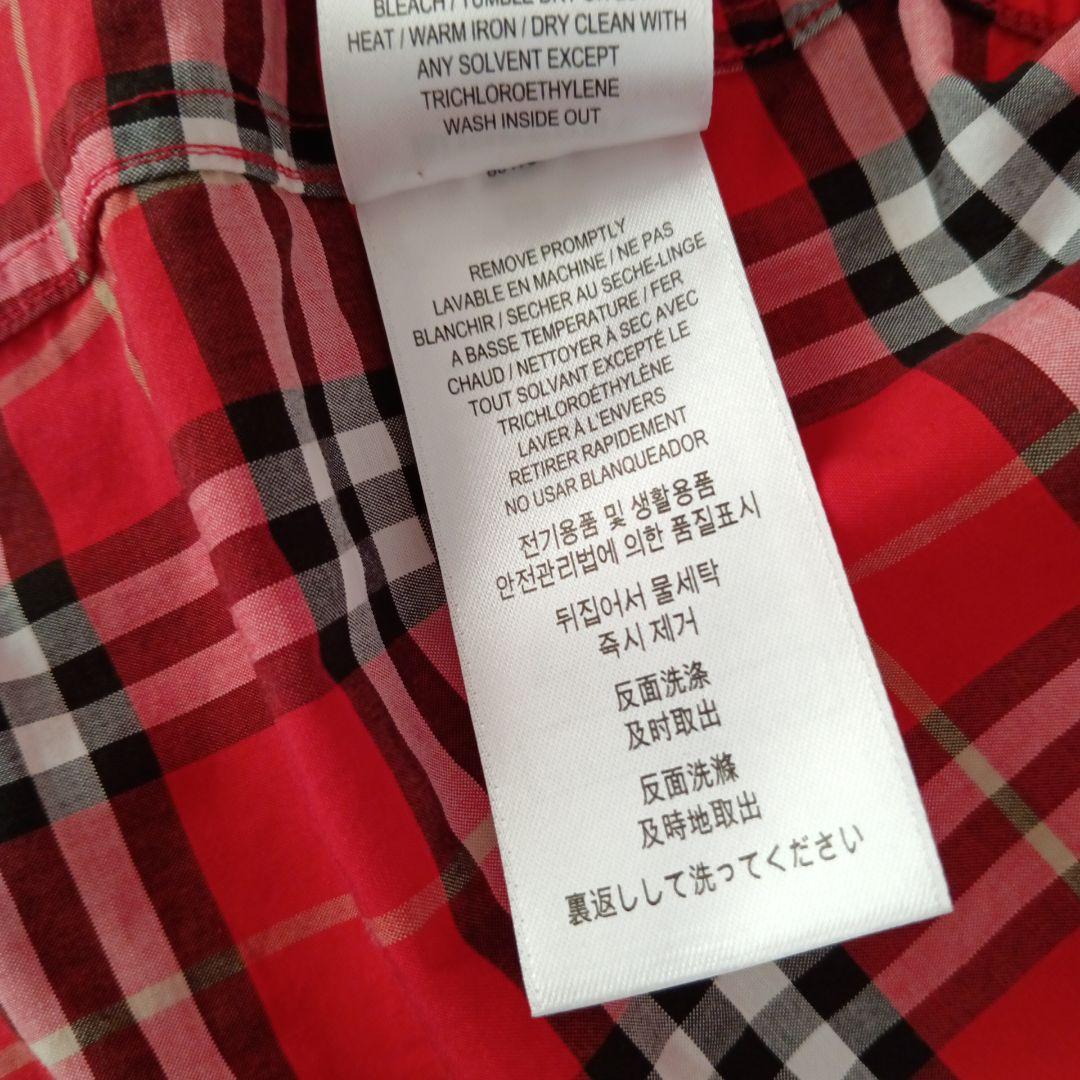 HEAT / WARM IRON / DRY CLEAN WITH
ANY SOLVENT EXCEPT
TRICHLOROETHYLENE
WASH INSIDE OUT
REMOVE PROMPTLY
LAVABLE EN MACHINE / NE PAS
BLANCHIR / SECHER AU SECHE-LINGE
A BASSE TEMPERATURE / FER
CHAUD / NETTOYER À SEC AVEC
TOUT SOLVANT EXCEPTÉ LE
TRICHLOROÉTHYLÈNE
LAVER À L'ENVERS
RETIRER RAPIDEMENT
NO USAR BLANQUEADOR
전기용품 및 생활용품
안전관리법에 의한 품질표시
뒤집어서 물세탁
즉시 제거
反面洗涤
及时取出
反面洗滌
及時地取出
裏返しして洗ってください